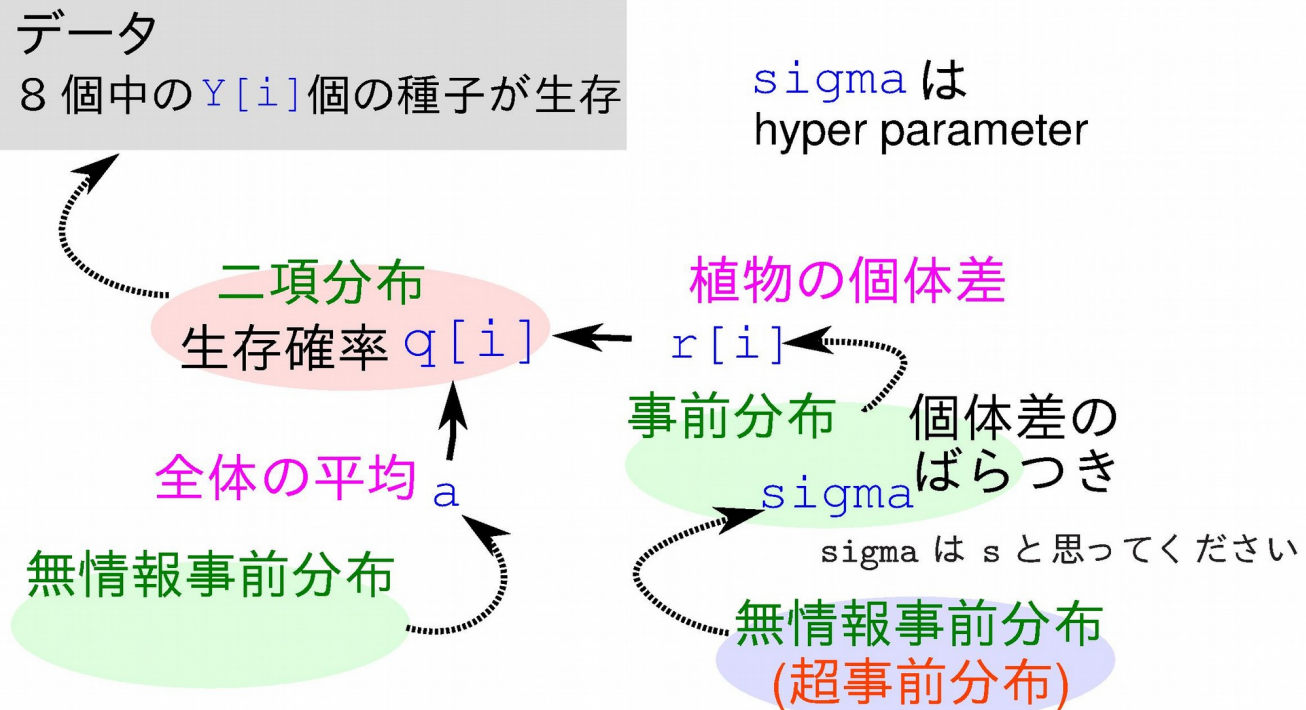 データ
8 個中の Y[i] 個の種子が生存
sigma は
hyper parameter
二項分布
生存確率 q[i]
植物の個体差
r[i]
事前分布
個体差の
ばらつき
sigma
全体の平均 a
sigma は s と思ってください
無情報事前分布
無情報事前分布
(超事前分布)